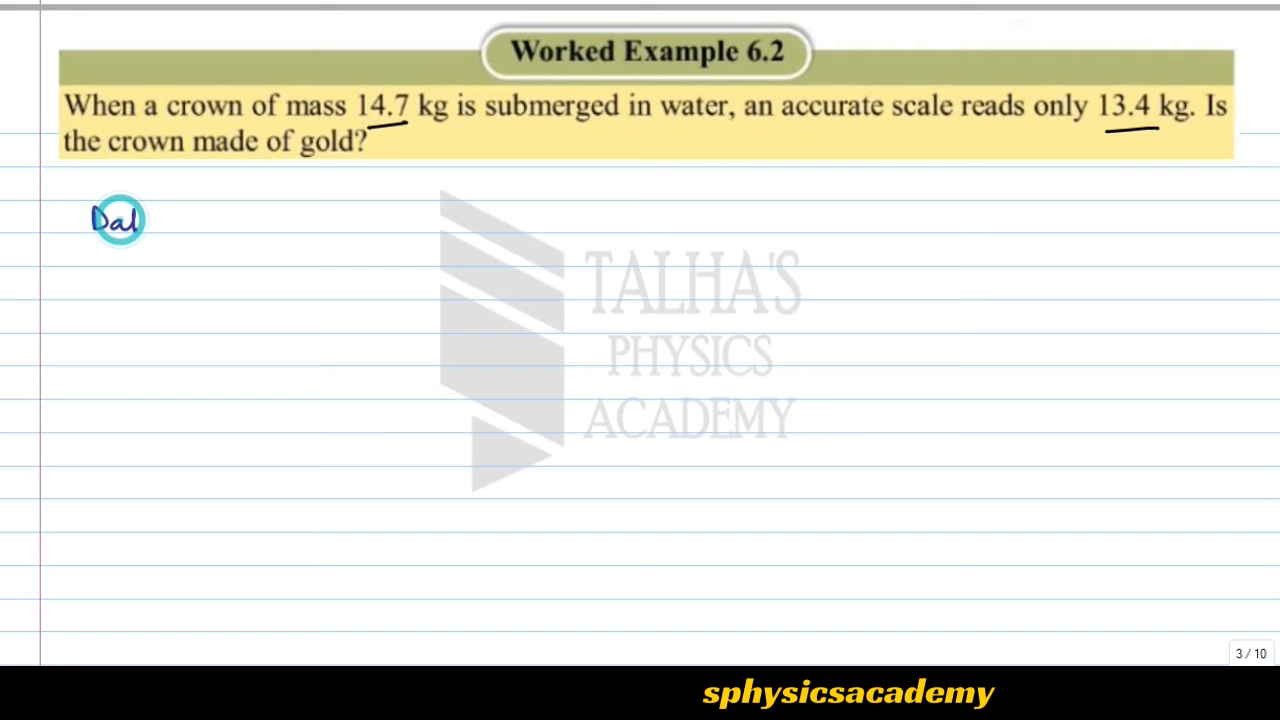 Worked Example 6.2
When a crown of mass 14.7 kg is submerged in water, an accurate scale reads only 13.4 kg. Is
the crown made of gold?
Dal
TALHA'S
PHYSICS
ACADEMY
3 / 10
sphysicsacademy